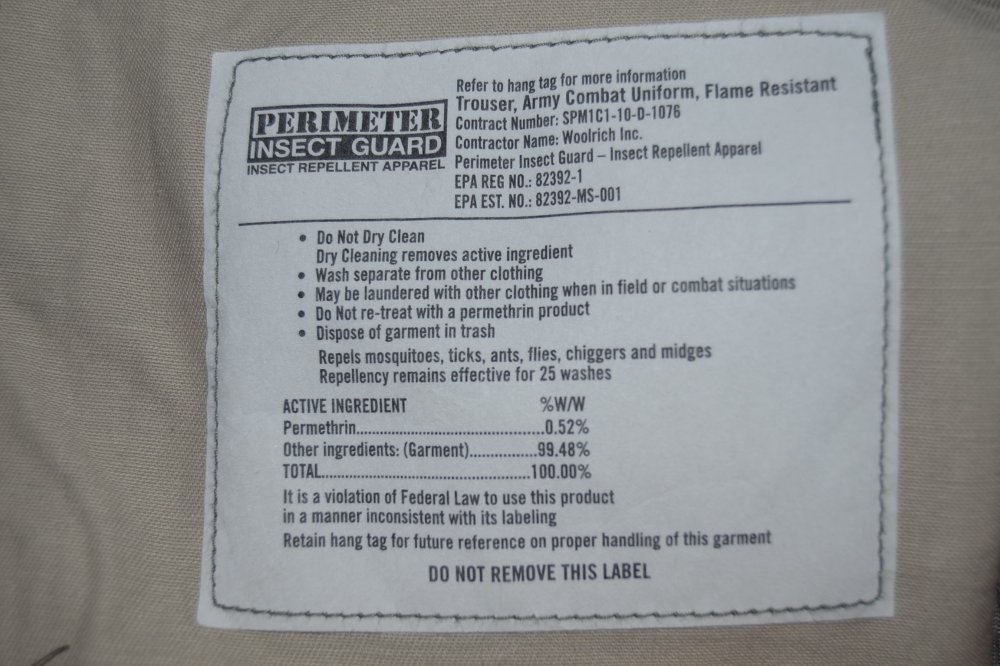 PERIMETER
INSECT GUARD
INSECT REPELLENT APPAREL
Refer to hang tag for more information
Trouser, Army Combat Uniform, Flame Resistant
Contract Number: SPM1C1-10-D-1076
Contractor Name: Woolrich Inc.
Perimeter Insect Guard – Insect Repellent Apparel
EPA REG NO.: 82392-1
EPA EST. NO.: 82392-MS-001
• Do Not Dry Clean
Dry Cleaning removes active ingredient
• Wash separate from other clothing
• May be laundered with other clothing when in field or combat situations
• Do Not re-treat with a permethrin product
• Dispose of garment in trash
Repels mosquitoes, ticks, ants, flies, chiggers and midges
Repellency remains effective for 25 washes
ACTIVE INGREDIENT %W/W
Permethrin..........................................0.52%
Other ingredients: (Garment)...............99.48%
TOTAL..............................................100.00%
It is a violation of Federal Law to use this product
in a manner inconsistent with its labeling
Retain hang tag for future reference on proper handling of this garment
DO NOT REMOVE THIS LABEL